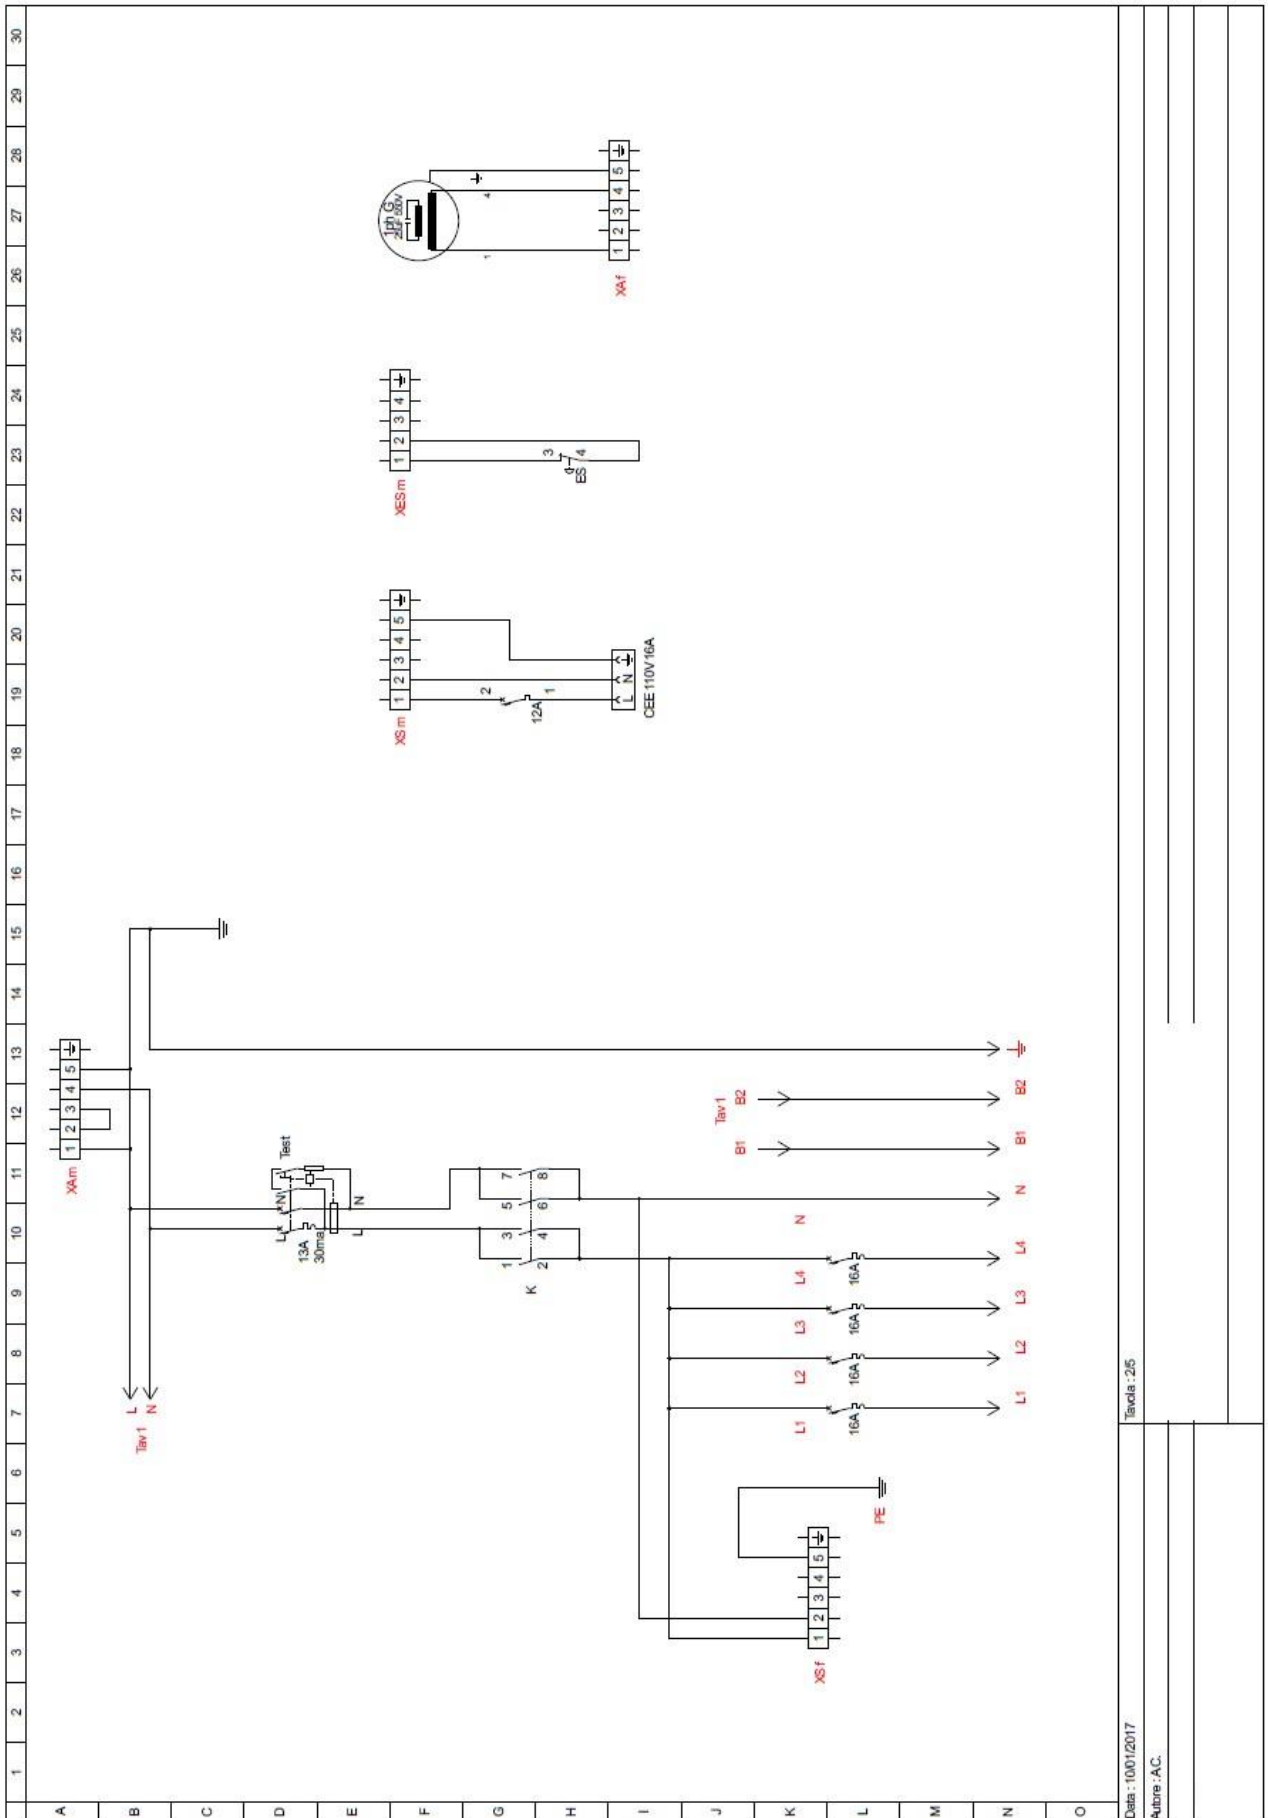 1 2 3 4 5 6 7 8 9 10 11 12 13 14 15 16 17 18 19 20 21 22 23 24 25 26 27 28 29 30
A
B
C
D
E
F
G
H
I
J
K
L
M
N
O
XAm
1 2 3 4 5
L
N
Tav1
L N
13A
30ma
Test
L N
K
1 3 5 7
2 4 6 8
Tav1
B1 B2
L1 L2 L3 L4 N
16A 16A 16A 16A
L1 L2 L3 L4 N B1 B2
XSf
1 2 3 4 5
PE
XSm
1 2 3 4 5
2
12A
1
L N
CEE 110V 16A
XESm
1 2 3 4
3
ES
4
1ph G
550V
1 4
XAf
1 2 3 4 5
Data : 10/01/2017
Tavola : 2/5
Autore : A.C.